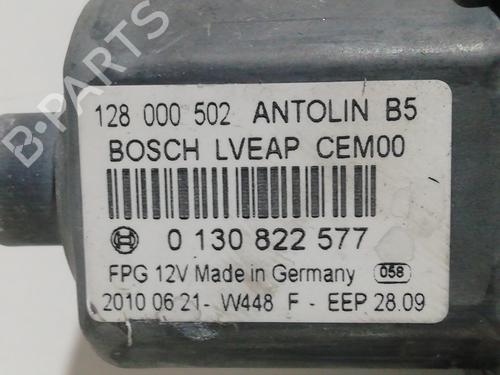 128 000 502 ANTOLIN B5
BOSCH LVEAP CEM00
0 130 822 577
FPG 12V Made in Germany 058
2010 06 21- W448 F - EEP 28.09
B-PARTS